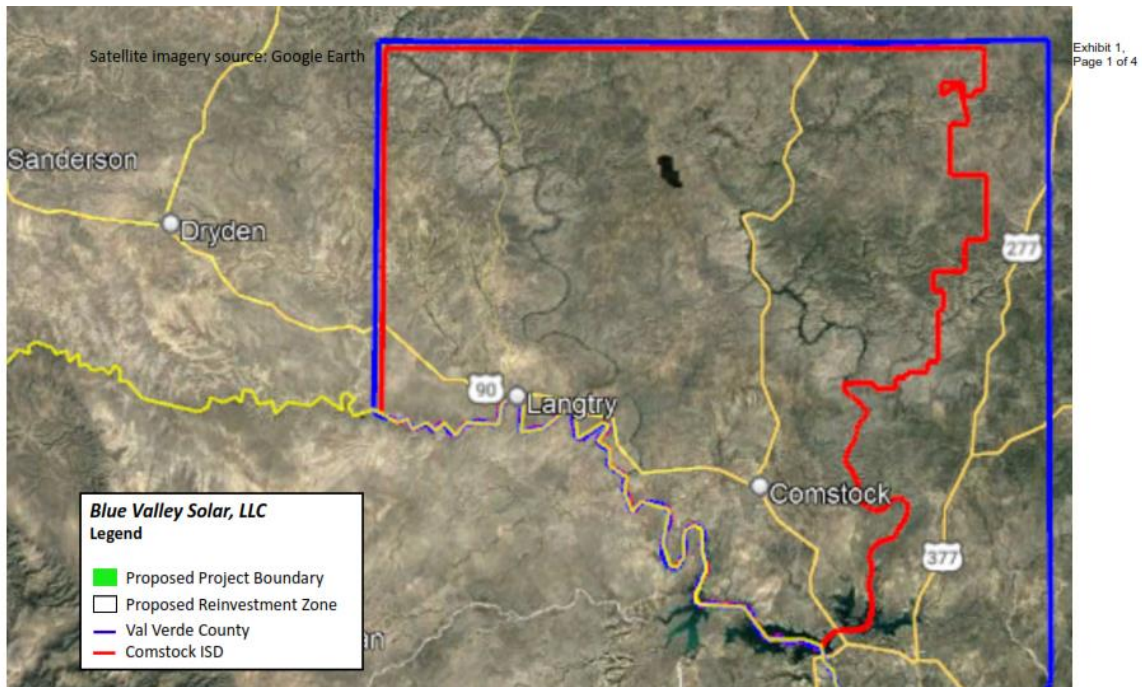 Satellite imagery source: Google Earth
Exhibit 1,
Page 1 of 4
Sanderson
Dryden
277
90
Langtry
Comstock
377
Blue Valley Solar, LLC
Legend
Proposed Project Boundary
Proposed Reinvestment Zone
Val Verde County
Comstock ISD
an